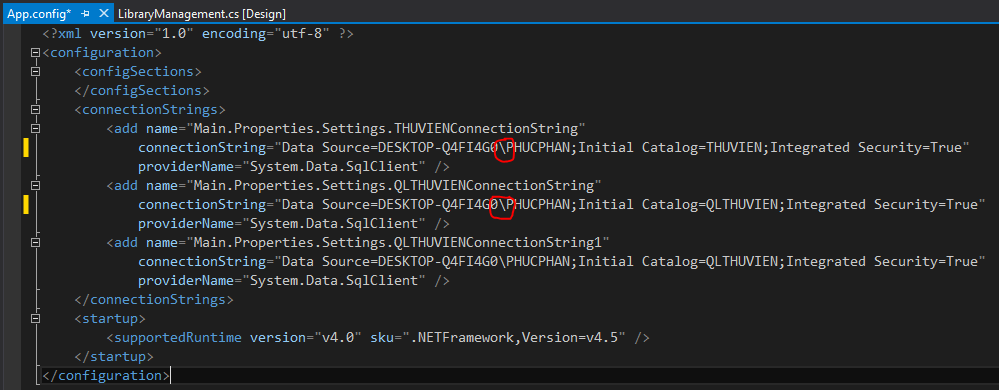 App.config* LibraryManagement.cs [Design]
<?xml version="1.0" encoding="utf-8" ?>
<configuration>
<configSections>
</configSections>
<connectionStrings>
<add name="Main.Properties.Settings.THUVIENConnectionString"
connectionString="Data Source=DESKTOP-Q4FI4G0\PHUCPHAN;Initial Catalog=THUVIEN;Integrated Security=True"
providerName="System.Data.SqlClient" />
<add name="Main.Properties.Settings.QLTHUVIENConnectionString"
connectionString="Data Source=DESKTOP-Q4FI4G0\PHUCPHAN;Initial Catalog=QLTHUVIEN;Integrated Security=True"
providerName="System.Data.SqlClient" />
<add name="Main.Properties.Settings.QLTHUVIENConnectionString1"
connectionString="Data Source=DESKTOP-Q4FI4G0\PHUCPHAN;Initial Catalog=QLTHUVIEN;Integrated Security=True"
providerName="System.Data.SqlClient" />
</connectionStrings>
<startup>
<supportedRuntime version="v4.0" sku=".NETFramework,Version=v4.5" />
</startup>
</configuration>